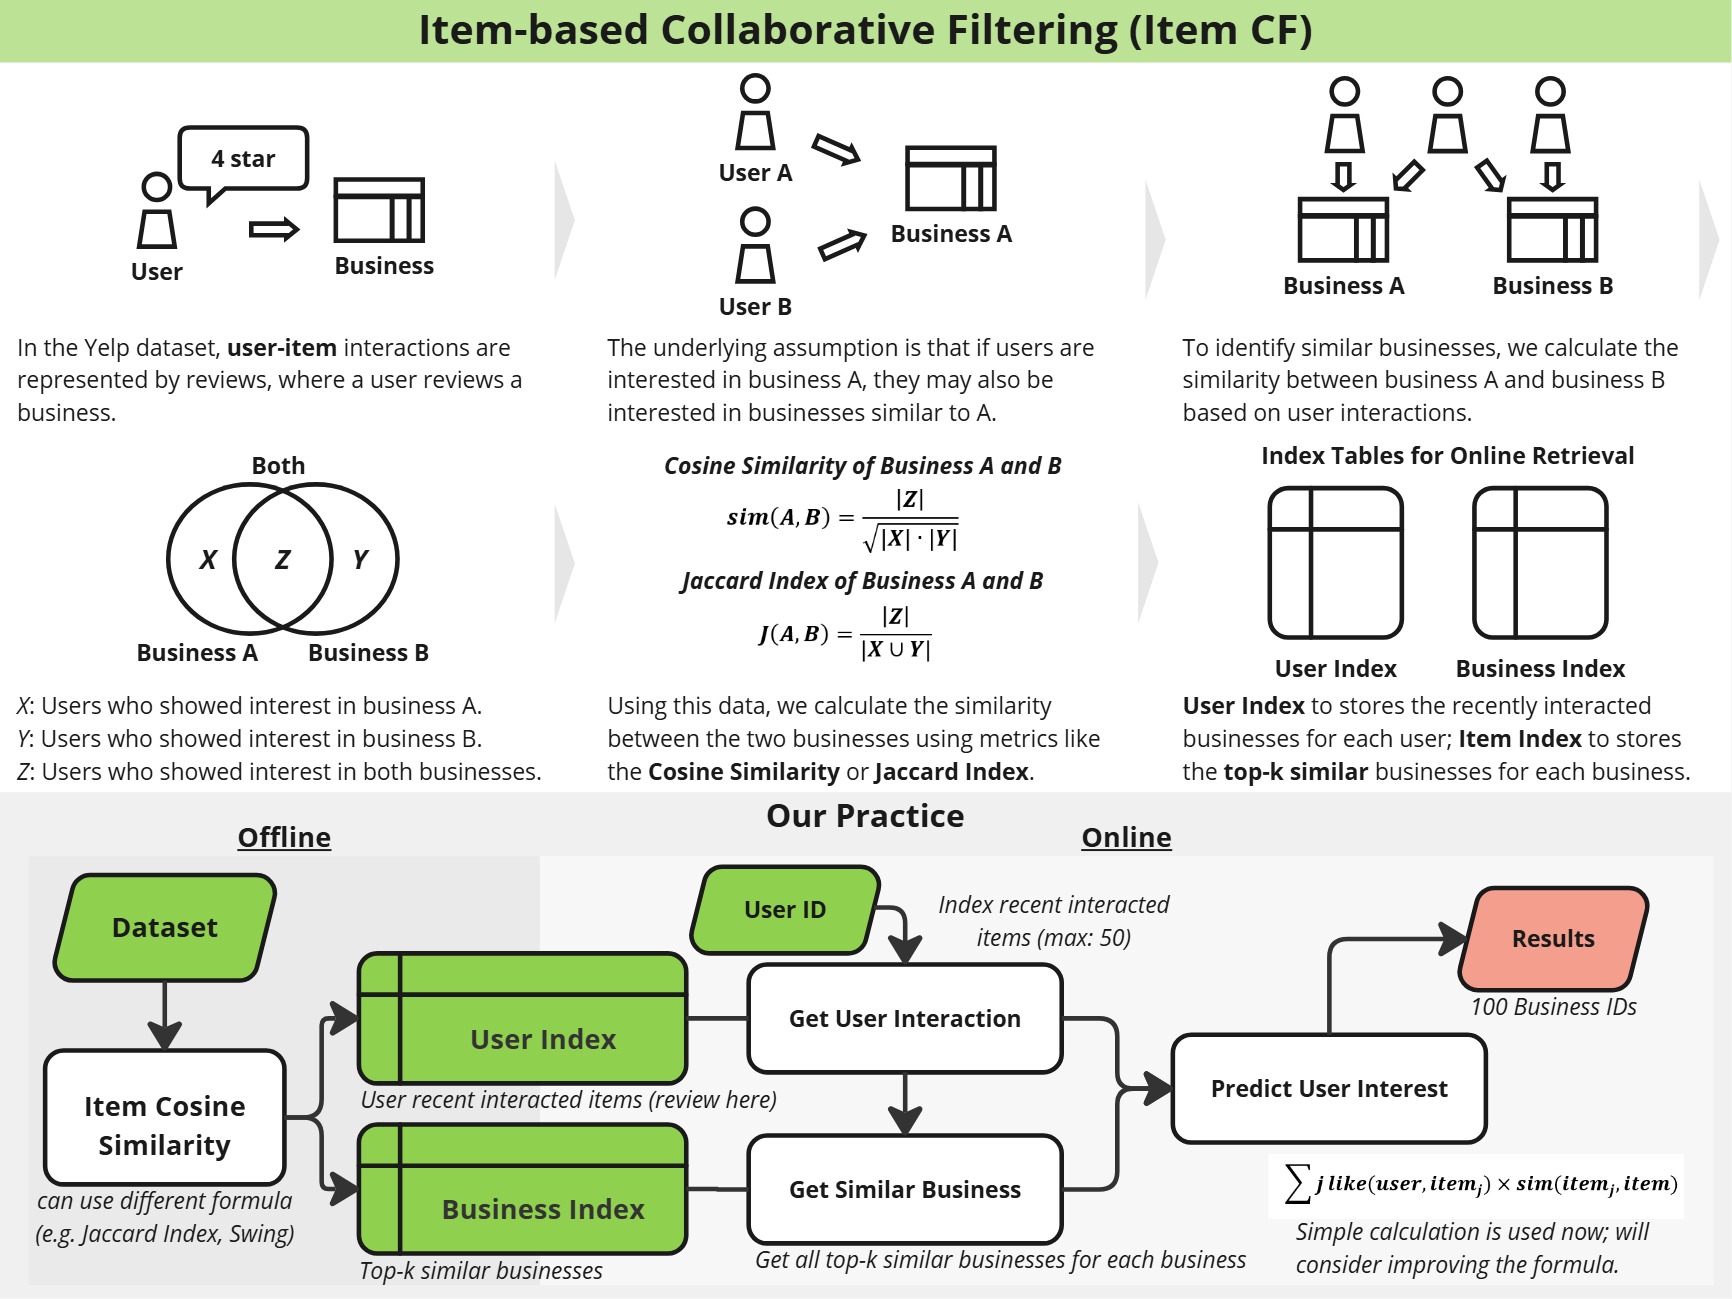 Item-based Collaborative Filtering (Item CF)
4 star
User
Business
In the Yelp dataset, user-item interactions are
represented by reviews, where a user reviews a
business.
User A
User B
Business A
The underlying assumption is that if users are
interested in business A, they may also be
interested in businesses similar to A.
Business A
Business B
To identify similar businesses, we calculate the
similarity between business A and business B
based on user interactions.
Both
X
Z
Y
Business A
Business B
X: Users who showed interest in business A.
Y: Users who showed interest in business B.
Z: Users who showed interest in both businesses.
Cosine Similarity of Business A and B
sim(A, B) = |Z| / √|X| · |Y|
Jaccard Index of Business A and B
J(A, B) = |Z| / |X ∪ Y|
Using this data, we calculate the similarity
between the two businesses using metrics like
the Cosine Similarity or Jaccard Index.
Index Tables for Online Retrieval
User Index
Business Index
User Index to stores the recently interacted
businesses for each user; Item Index to stores
the top-k similar businesses for each business.
Our Practice
Offline
Online
Dataset
Item Cosine
Similarity
can use different formula
(e.g. Jaccard Index, Swing)
User Index
User recent interacted items (review here)
Business Index
Top-k similar businesses
User ID
Index recent interacted
items (max: 50)
Get User Interaction
Get Similar Business
Get all top-k similar businesses for each business
Predict User Interest
∑ j like(user, item_j) × sim(item_j, item)
Simple calculation is used now; will
consider improving the formula.
Results
100 Business IDs